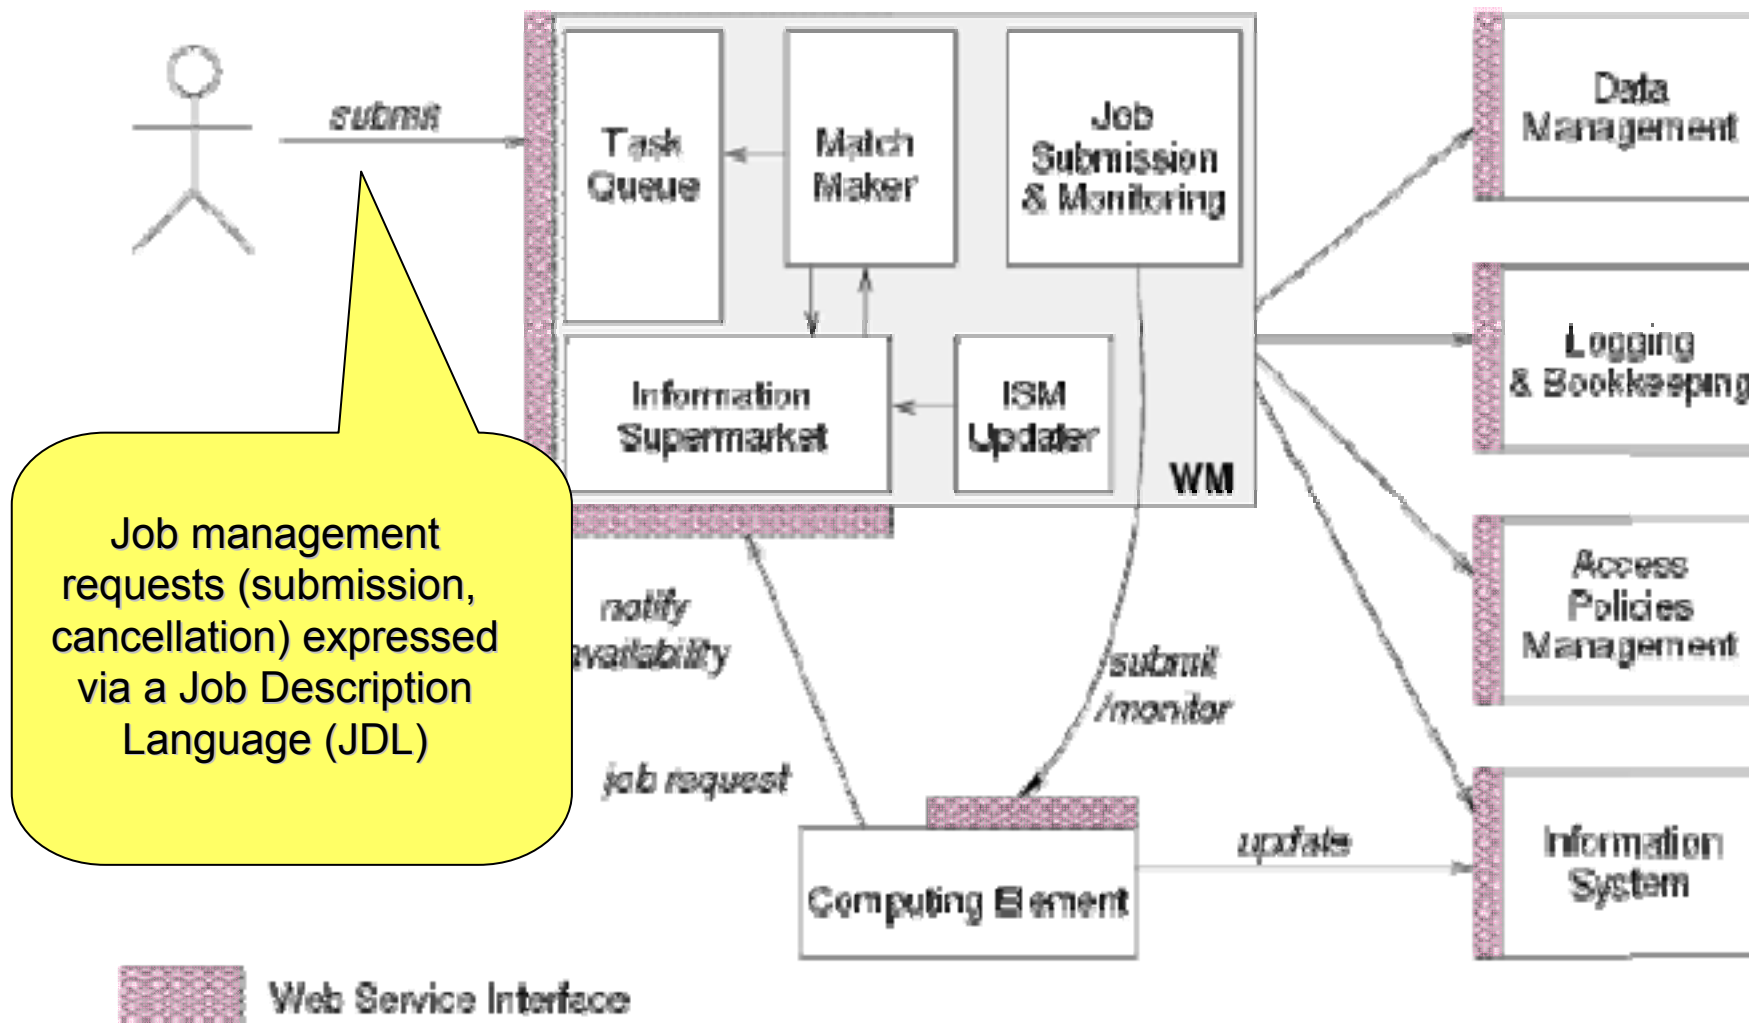 submit
Task
Queue
Match
Maker
Job
Submission
& Monitoring
Information
Supermarket
ISM
Updater
WM
Data
Management
Logging
& Bookkeeping
Access
Policies
Management
Information
System
Job management
requests (submission,
cancellation) expressed
via a Job Description
Language (JDL)
notify
availability
job request
submit
/monitor
update
Computing Element
Web Service Interface